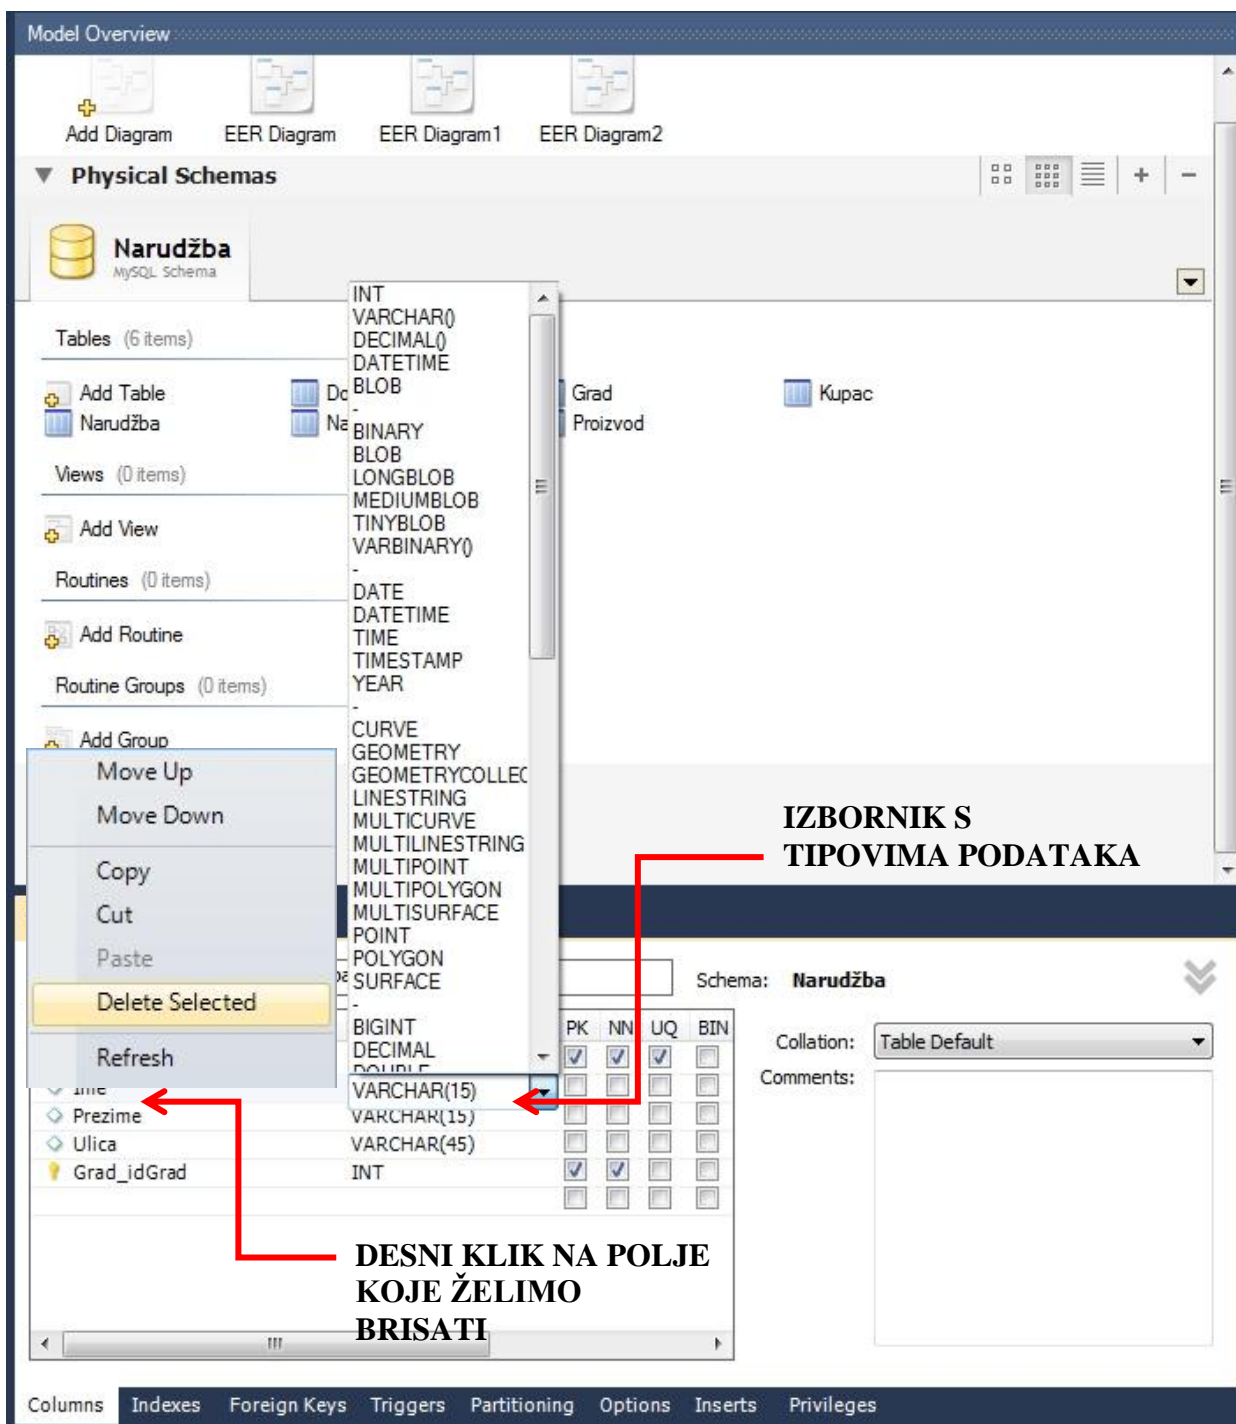 Model Overview
Add Diagram
EER Diagram
EER Diagram1
EER Diagram2
Physical Schemas
Narudžba
MySQL Schema
Tables (6 items)
Add Table
Grad
Kupac
Narudžba
Proizvod
Views (0 items)
Add View
Routines (0 items)
Add Routine
Routine Groups (0 items)
Add Group
INT
VARCHAR()
DECIMAL()
DATETIME
BLOB
-
BINARY
BLOB
LONGBLOB
MEDIUMBLOB
TINYBLOB
VARBINARY()
-
DATE
DATETIME
TIME
TIMESTAMP
YEAR
-
CURVE
GEOMETRY
GEOMETRYCOLLEC
LINESTRING
MULTICURVE
MULTILINESTRING
MULTIPOINT
MULTIPOLYGON
MULTISURFACE
POINT
POLYGON
SURFACE
-
BIGINT
DECIMAL
DOUBLE
Move Up
Move Down
Copy
Cut
Paste
Delete Selected
Refresh
IZBORNIK S
TIPOVIMA PODATAKA
Schema: Narudžba
PK NN UQ BIN
Collation: Table Default
Comments:
Ime VARCHAR(15)
Prezime VARCHAR(15)
Ulica VARCHAR(45)
Grad_idGrad INT
DESNI KLIK NA POLJE
KOJE ŽELIMO
BRISATI
Columns Indexes Foreign Keys Triggers Partitioning Options Inserts Privileges